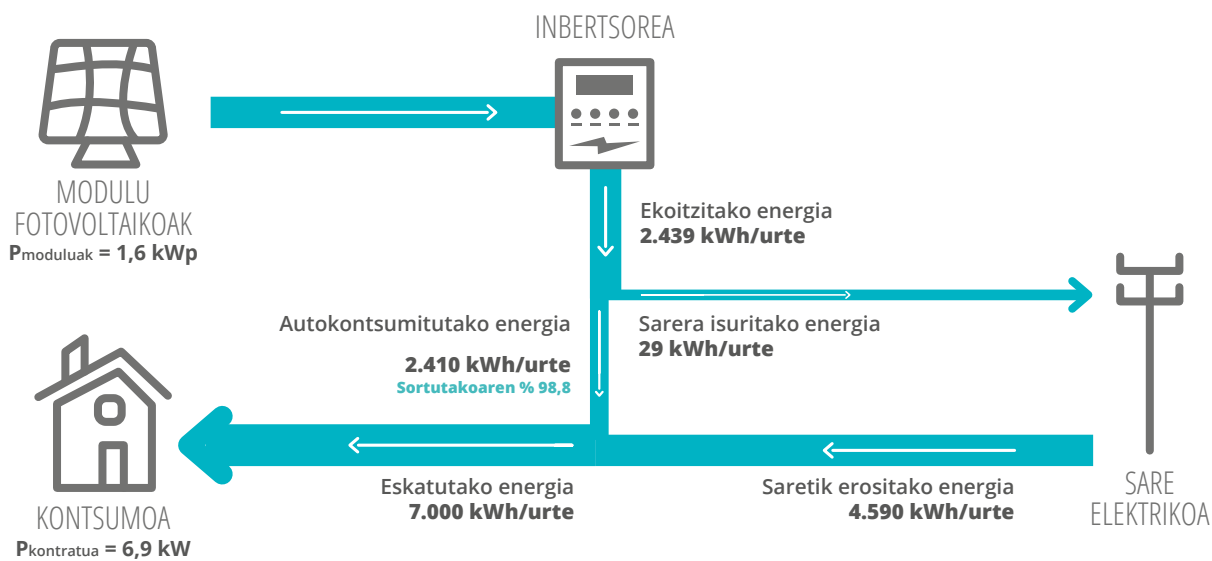 INBERTSOREA
MODULU
FOTOVOLTAIKOAK
Pmoduluak = 1,6 kWp
Ekoitzitako energia
2.439 kWh/urte
Autokontsumitutako energia
2.410 kWh/urte
Sortutakoaren % 98,8
Sarera isuritako energia
29 kWh/urte
Eskatutako energia
7.000 kWh/urte
Saretik erositako energia
4.590 kWh/urte
SARE
ELEKTRIKOA
KONTSUMOA
Pkontratua = 6,9 kW